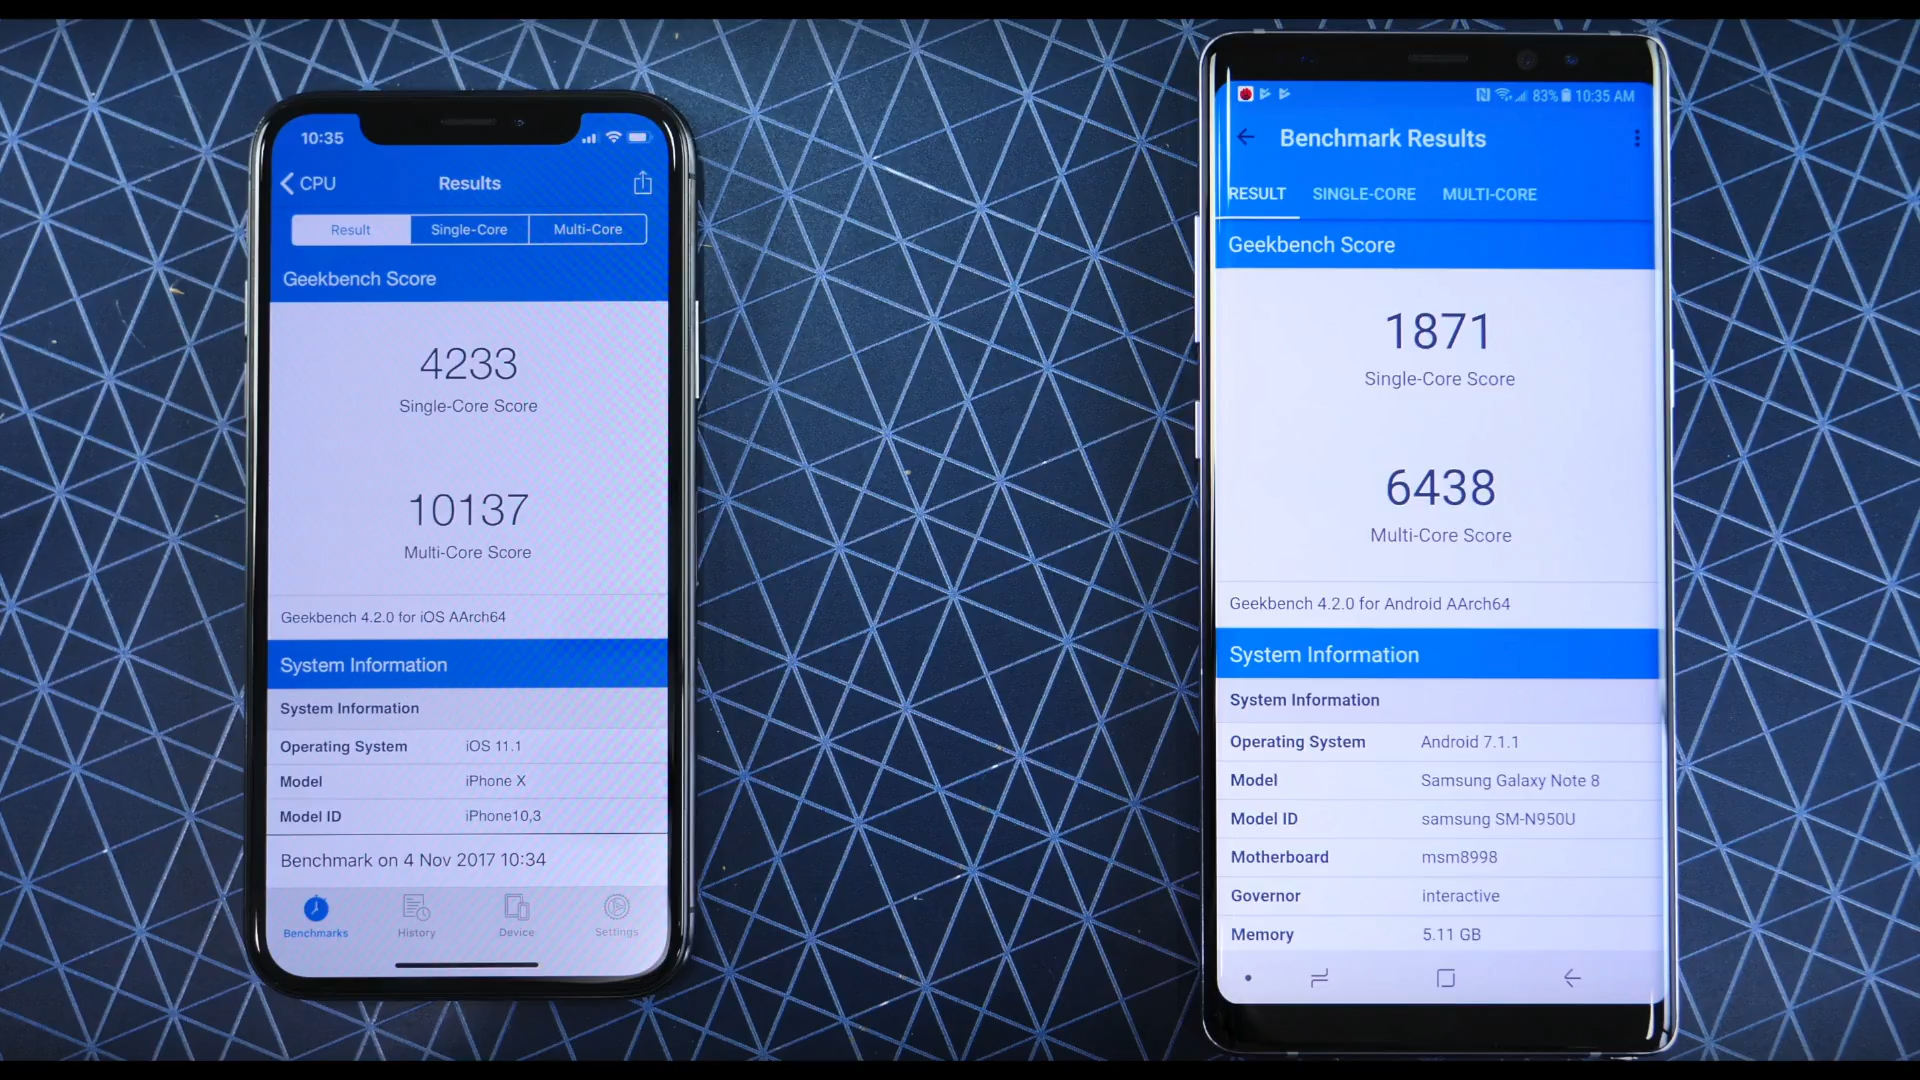 10:35
CPU
Results
Result Single-Core Multi-Core
Geekbench Score
4233
Single-Core Score
10137
Multi-Core Score
Geekbench 4.2.0 for iOS AArch64
System Information
System Information
Operating System iOS 11.1
Model iPhone X
Model ID iPhone10,3
Benchmark on 4 Nov 2017 10:34
Benchmarks History Device Settings
83% 10:35 AM
Benchmark Results
RESULT SINGLE-CORE MULTI-CORE
Geekbench Score
1871
Single-Core Score
6438
Multi-Core Score
Geekbench 4.2.0 for Android AArch64
System Information
System Information
Operating System Android 7.1.1
Model Samsung Galaxy Note 8
Model ID samsung SM-N950U
Motherboard msm8998
Governor interactive
Memory 5.11 GB